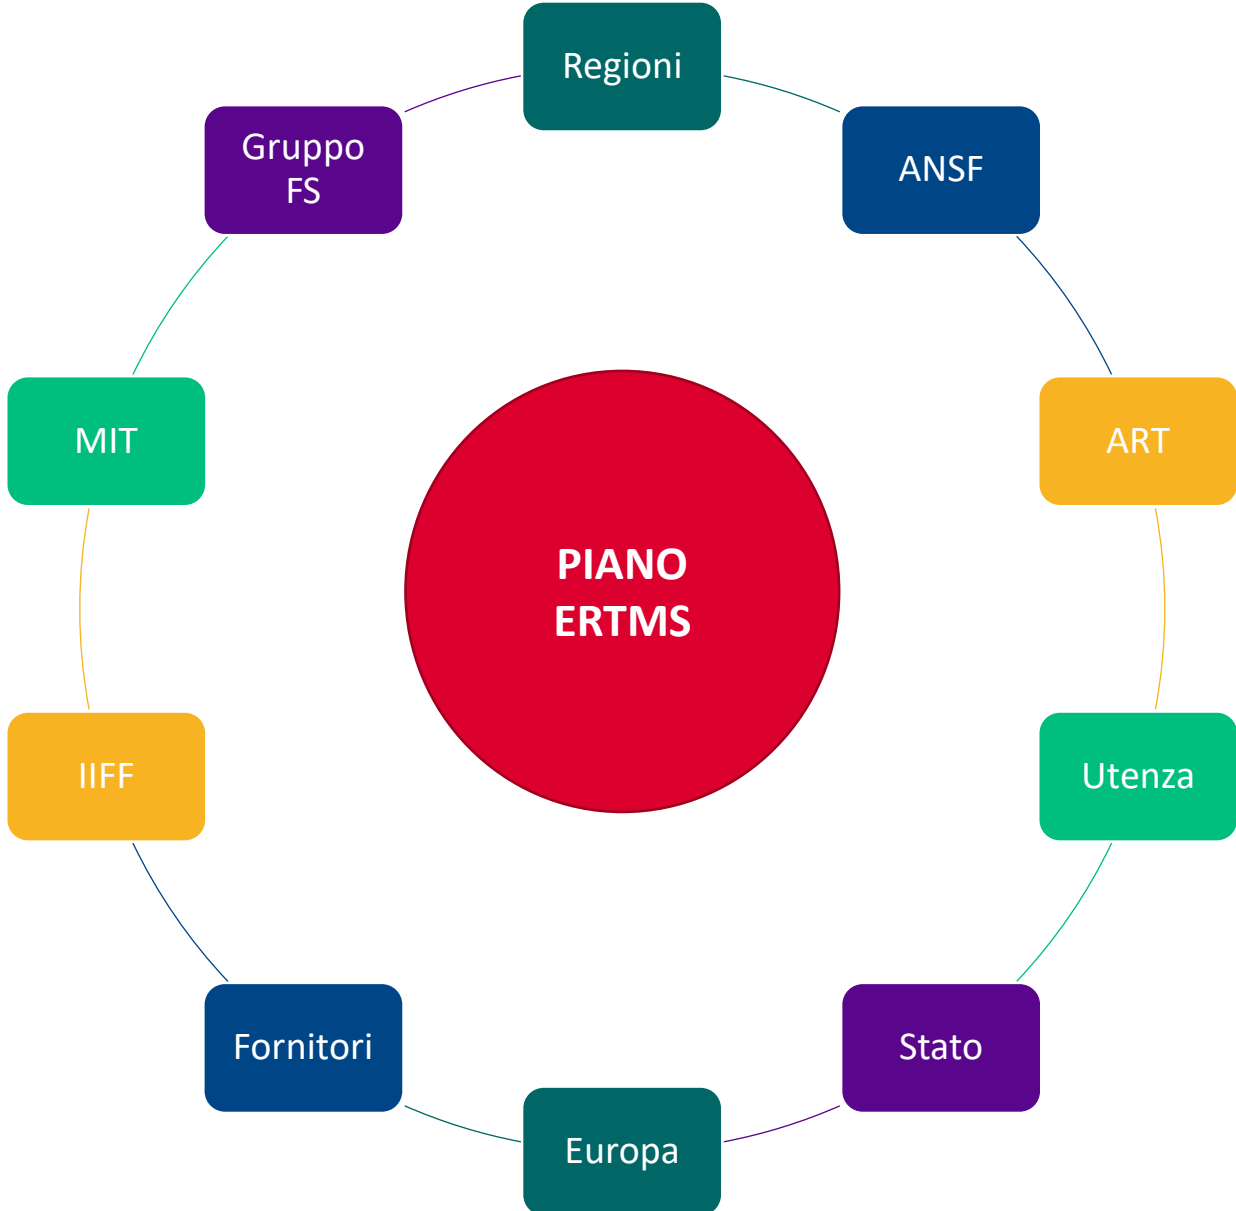 Regioni
Gruppo
FS
ANSF
MIT
ART
PIANO
ERTMS
IIFF
Utenza
Fornitori
Stato
Europa